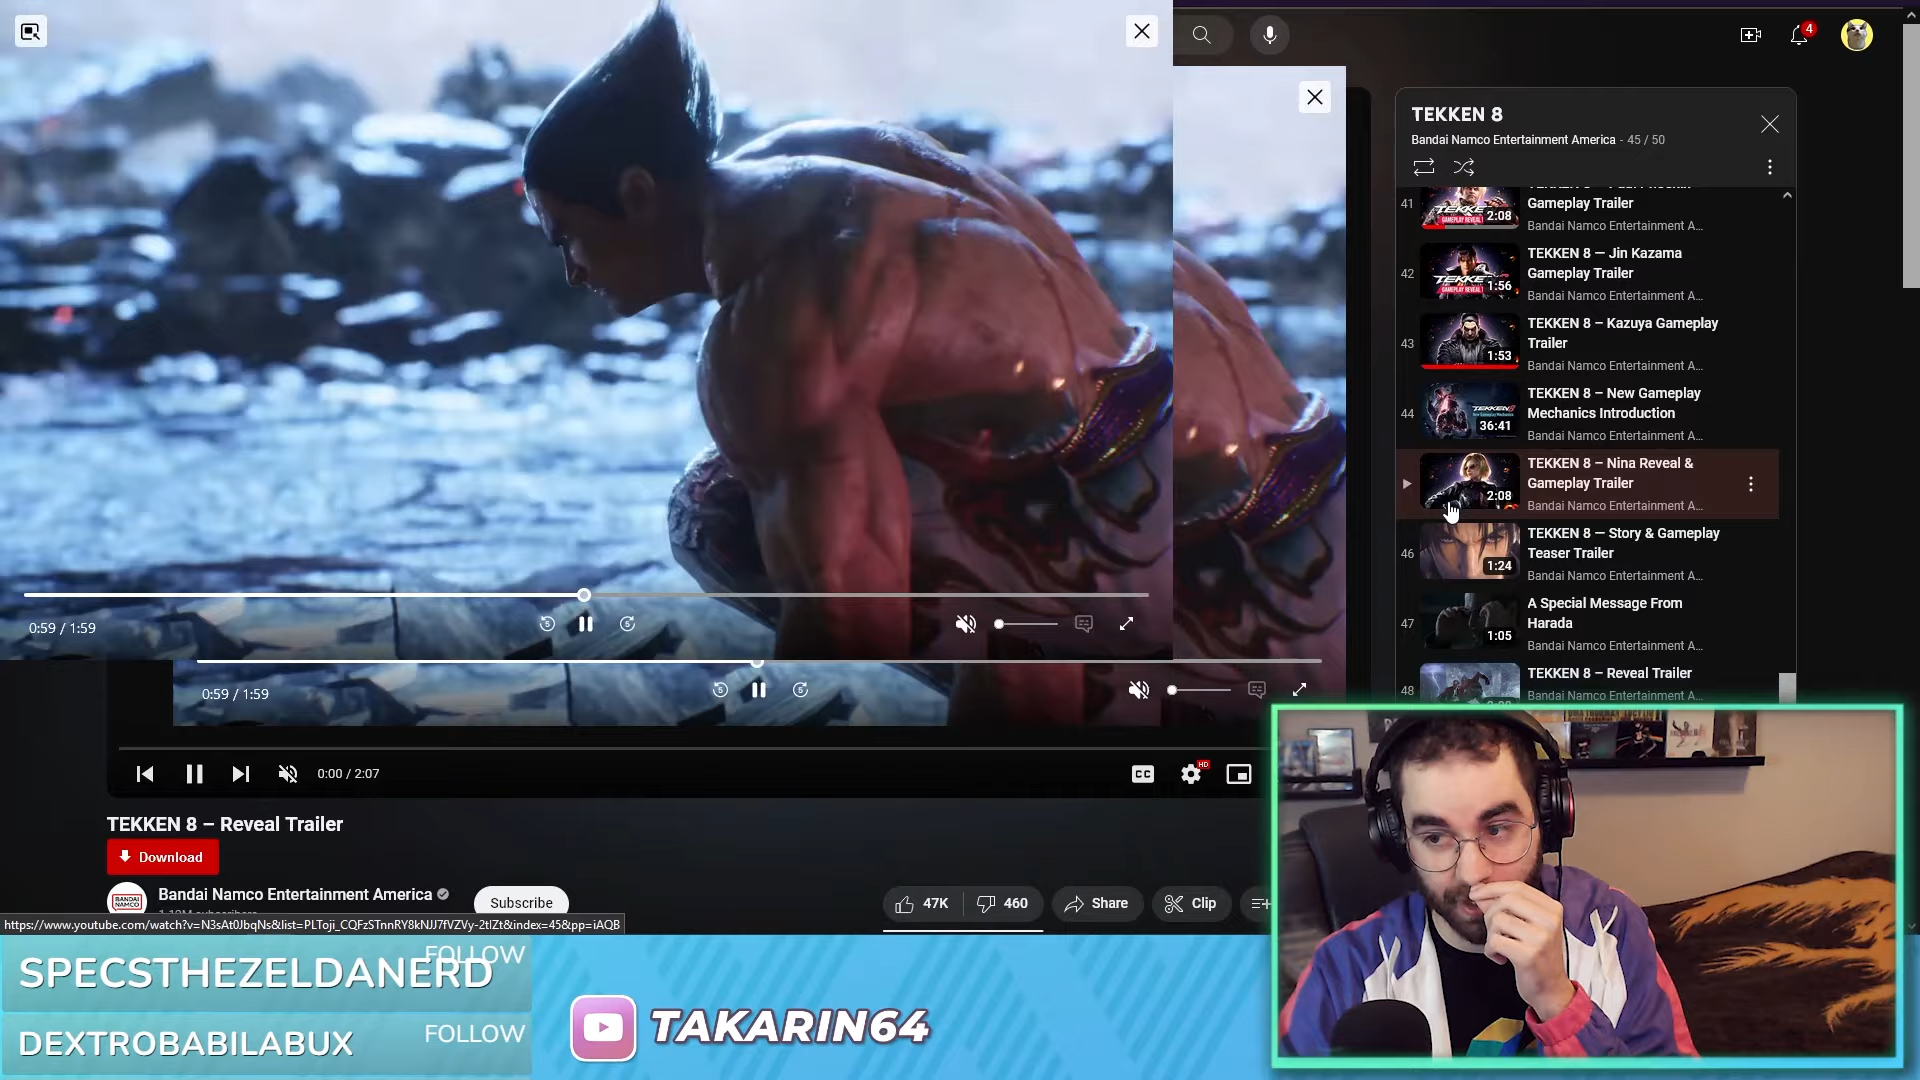 4
TEKKEN 8
Bandai Namco Entertainment America - 45 / 50
41
Gameplay Trailer
2:08
Bandai Namco Entertainment A...
42
TEKKEN 8 — Jin Kazama
Gameplay Trailer
1:56
Bandai Namco Entertainment A...
43
TEKKEN 8 – Kazuya Gameplay
Trailer
1:53
Bandai Namco Entertainment A...
44
TEKKEN 8 – New Gameplay
Mechanics Introduction
36:41
Bandai Namco Entertainment A...
TEKKEN 8 – Nina Reveal &
Gameplay Trailer
2:08
Bandai Namco Entertainment A...
46
TEKKEN 8 — Story & Gameplay
Teaser Trailer
1:24
Bandai Namco Entertainment A...
47
A Special Message From
Harada
1:05
Bandai Namco Entertainment A...
48
TEKKEN 8 – Reveal Trailer
Bandai Namco Entertainment A...
0:59 / 1:59
0:59 / 1:59
0:00 / 2:07
CC
HD
TEKKEN 8 – Reveal Trailer
Download
BANDAI NAMCO
Bandai Namco Entertainment America
Subscribe
47K
460
Share
Clip
https://www.youtube.com/watch?v=N3sAt0JbqNs&list=PLToji_CQFzSTnnRY8kNJJ7fVZVy-2tlZt&index=45&pp=iAQB
FOLLOW
SPECSTHEZELDANERD
FOLLOW
DEXTROBABILABUX
TAKARIN64